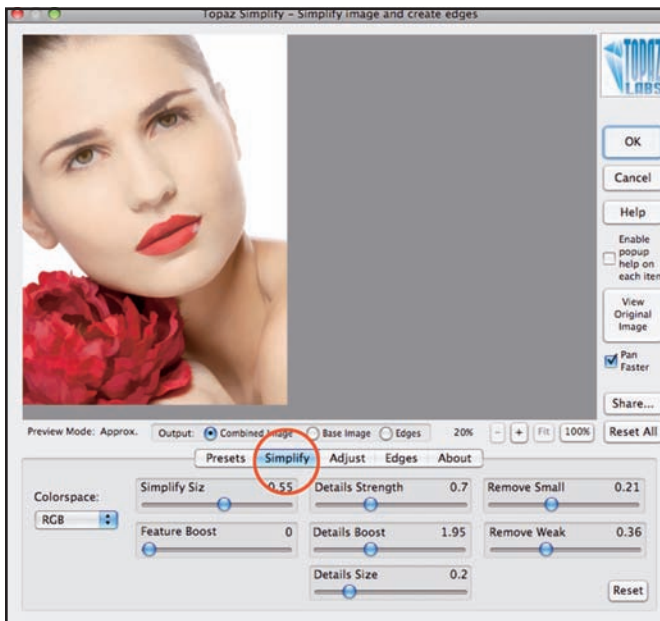 Topaz Simplify – Simplify image and create edges
TOPAZ
LABS
OK
Cancel
Help
Enable
popup
help on
each item
View
Original
Image
Pan
Faster
Share...
Preview Mode: Approx. Output: Combined Image Base Image Edges 20% - + Fit 100% Reset All
Presets Simplify Adjust Edges About
Colorspace:
RGB
Simplify Siz 0.55 Details Strength 0.7 Remove Small 0.21
Feature Boost 0 Details Boost 1.95 Remove Weak 0.36
Details Size 0.2
Reset